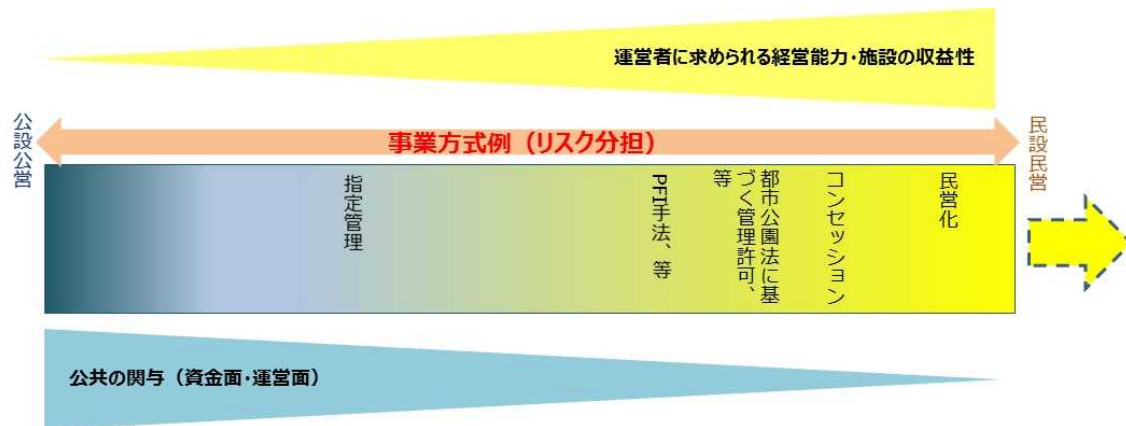 運営者に求められる経営能力・施設の収益性
公設公営
事業方式例（リスク分担）
民設民営
指定管理
PFI手法、等
都市公園法に基
づく管理許可、
等
コンセッション
民営化
公共の関与（資金面・運営面）